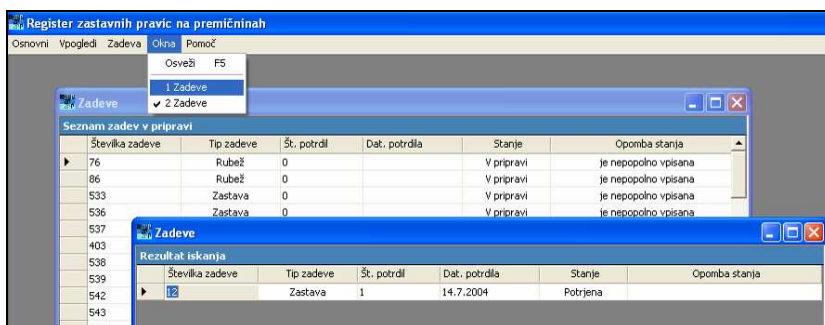 Register zastavnih pravic na premičninah
Osnovni Vpogledi Zadeva Okna Pomoč
Osveži F5
1 Zadeve
2 Zadeve
Zadeve
Seznam zadev v pripravi
Številka zadeve Tip zadeve Št. potrdil Dat. potrdila Stanje Opomba stanja
76 Rubež 0 V pripravi je nepopolno vpisana
86 Rubež 0 V pripravi je nepopolno vpisana
533 Zastava 0 V pripravi je nepopolno vpisana
536 Zastava 0 V pripravi je nepopolno vpisana
537
403
538
539
542
543
Zadeve
Rezultat iskanja
Številka zadeve Tip zadeve Št. potrdil Dat. potrdila Stanje Opomba stanja
12 Zastava 1 14.7.2004 Potrjena